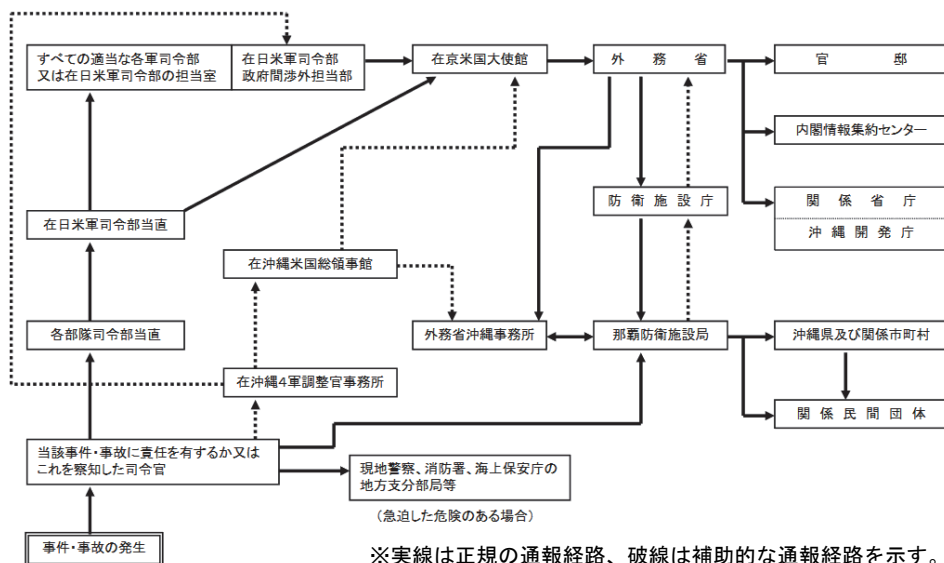 すべての適当な各軍司令部
又は在日米軍司令部の担当室
在日米軍司令部
政府間渉外担当部
在京米国大使館
外務省
官邸
内閣情報集約センター
関係省庁
沖縄開発庁
防衛施設庁
在日米軍司令部当直
在沖縄米国総領事館
各部隊司令部当直
外務省沖縄事務所
那覇防衛施設局
沖縄県及び関係市町村
在沖縄4軍調整官事務所
関係民間団体
当該事件・事故に責任を有するか又は
これを察知した司令官
現地警察、消防署、海上保安庁の
地方支分部局等
(急迫した危険のある場合)
事件・事故の発生
※実線は正規の通報経路、破線は補助的な通報経路を示す。